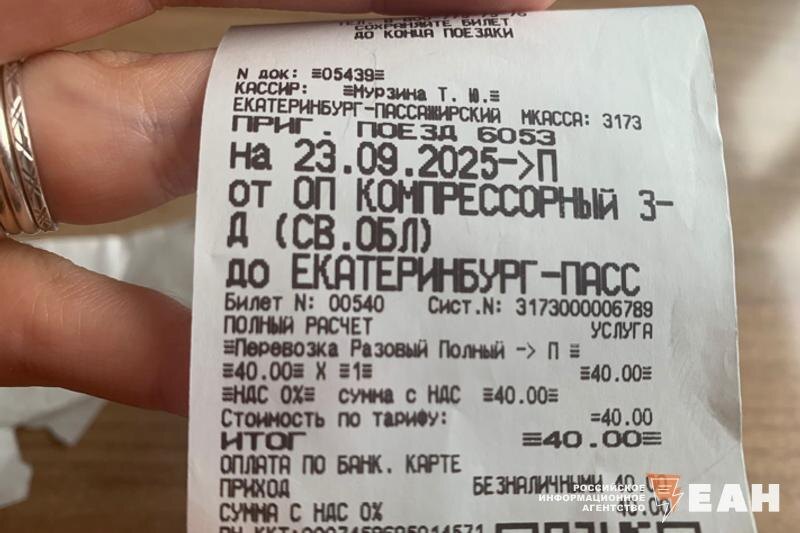 СОХРАНЯЙТЕ БИЛЕТ
ДО КОНЦА ПОЕЗДКИ
N док: ≡05439≡
КАССИР: ≡Мурзина Т. Ю.≡
ЕКАТЕРИНБУРГ-ПАССАЖИРСКИЙ МКАССА: 3173
ПРИГ. ПОЕЗД 6053
на 23.09.2025->П
от ОП КОМПРЕССОРНЫЙ 3-
Д (СВ.ОБЛ)
до ЕКАТЕРИНБУРГ-ПАСС
Билет N: 00540 Сист.N: 3173000006789
ПОЛНЫЙ РАСЧЕТ УСЛУГА
≡Перевозка Разовый Полный -> П ≡
≡40.00≡ X ≡1≡ ≡40.00≡
≡НДС 0%≡ сумма с НДС ≡40.00≡
Стоимость по тарифу: =40.00
ИТОГ ≡40.00≡
ОПЛАТА ПО БАНК. КАРТЕ
ПРИХОД БЕЗНАЛИЧНЫМИ
СУММА С НДС 0%
РОССИЙСКОЕ
ИНФОРМАЦИОННОЕ
АГЕНТСТВО
ЕАН